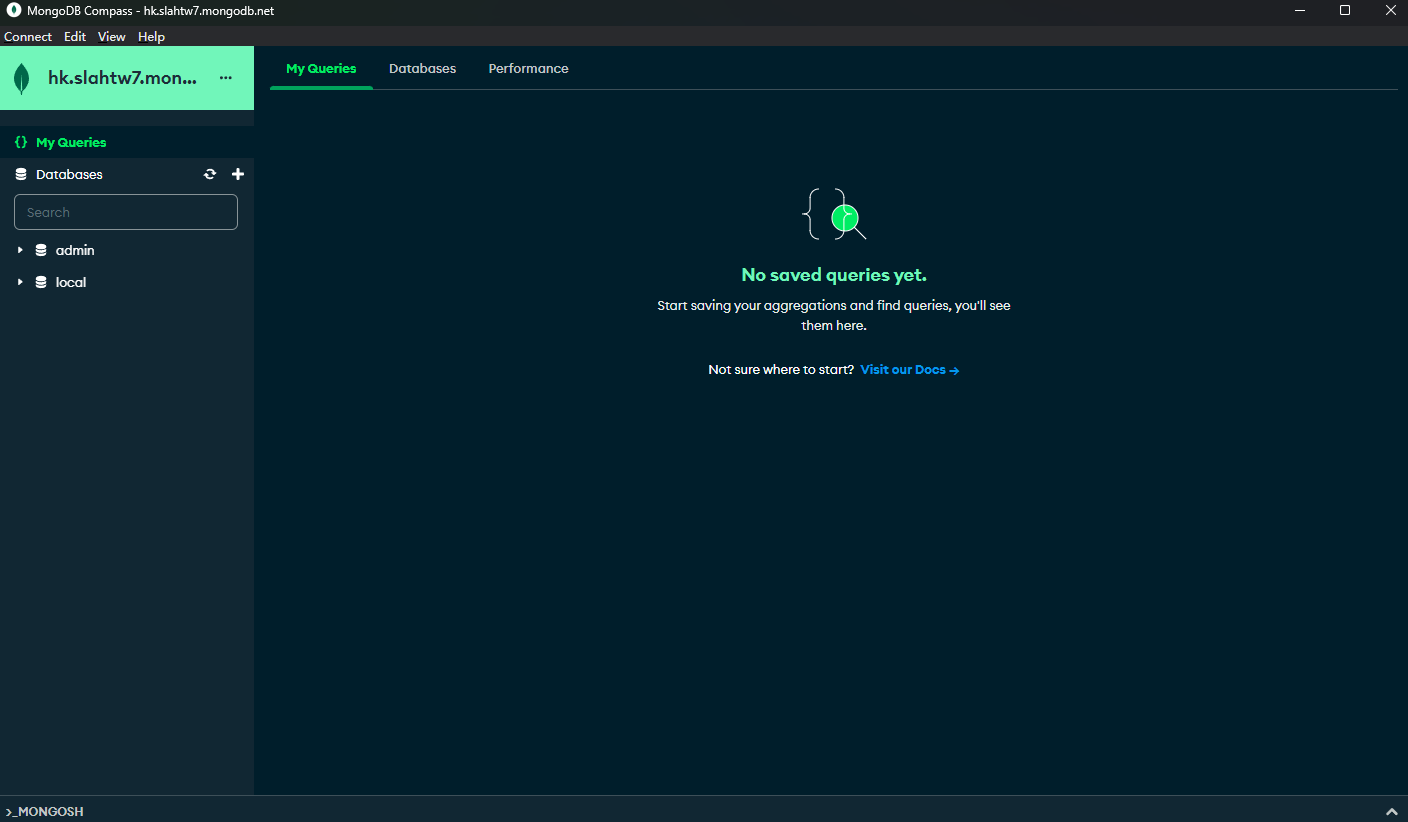 MongoDB Compass - hk.slahtw7.mongodb.net
Connect Edit View Help
hk.slahtw7.mon...
My Queries Databases Performance
{} My Queries
Databases
Search
admin
local
No saved queries yet.
Start saving your aggregations and find queries, you'll see
them here.
Not sure where to start? Visit our Docs →
>_MONGOSH